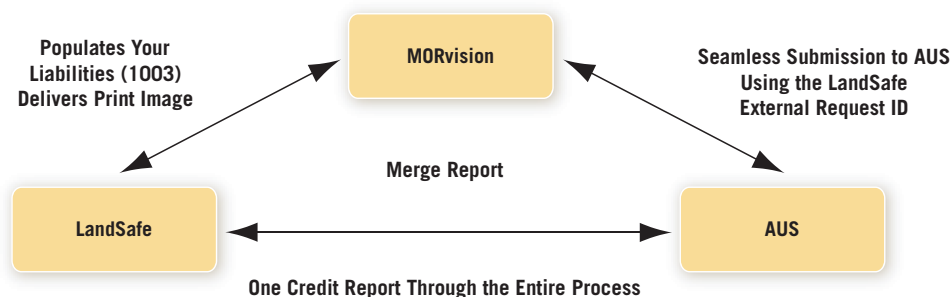 Populates Your
Liabilities (1003)
Delivers Print Image
MORvision
Seamless Submission to AUS
Using the LandSafe
External Request ID
Merge Report
LandSafe
AUS
One Credit Report Through the Entire Process